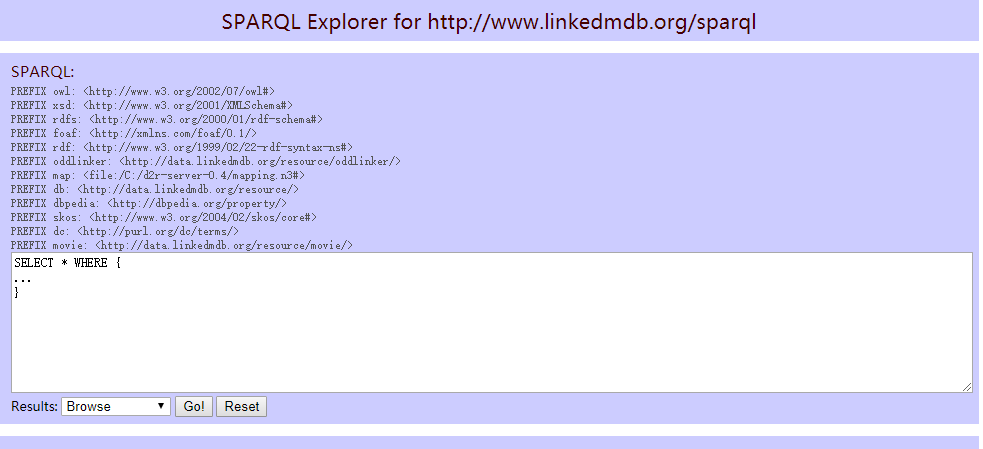 SPARQL Explorer for http://www.linkedmdb.org/sparql
SPARQL:
PREFIX owl: <http://www.w3.org/2002/07/owl#>
PREFIX xsd: <http://www.w3.org/2001/XMLSchema#>
PREFIX rdfs: <http://www.w3.org/2000/01/rdf-schema#>
PREFIX foaf: <http://xmlns.com/foaf/0.1/>
PREFIX rdf: <http://www.w3.org/1999/02/22-rdf-syntax-ns#>
PREFIX oddlinker: <http://data.linkedmdb.org/resource/oddlinker/>
PREFIX map: <file:/C:/d2r-server-0.4/mapping.n3#>
PREFIX db: <http://data.linkedmdb.org/resource/>
PREFIX dbpedia: <http://dbpedia.org/property/>
PREFIX skos: <http://www.w3.org/2004/02/skos/core#>
PREFIX dc: <http://purl.org/dc/terms/>
PREFIX movie: <http://data.linkedmdb.org/resource/movie/>
SELECT * WHERE {
...
}
Results: Browse Go! Reset